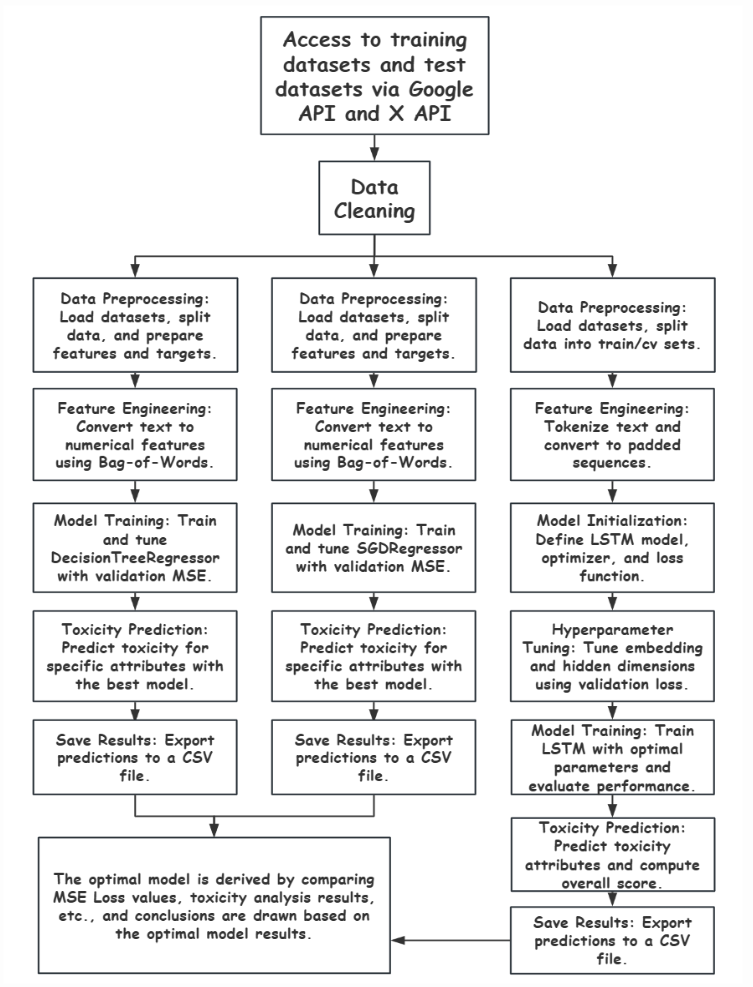 Access to training
datasets and test
datasets via Google
API and X API
Data
Cleaning
Data Preprocessing:
Load datasets, split
data, and prepare
features and targets.
Data Preprocessing:
Load datasets, split
data, and prepare
features and targets.
Data Preprocessing:
Load datasets, split
data into train/cv sets.
Feature Engineering:
Convert text to
numerical features
using Bag-of-Words.
Feature Engineering:
Convert text to
numerical features
using Bag-of-Words.
Feature Engineering:
Tokenize text and
convert to padded
sequences.
Model Training: Train
and tune
DecisionTreeRegressor
with validation MSE.
Model Training: Train
and tune SGDRegressor
with validation MSE.
Model Initialization:
Define LSTM model,
optimizer, and loss
function.
Toxicity Prediction:
Predict toxicity for
specific attributes with
the best model.
Toxicity Prediction:
Predict toxicity for
specific attributes with
the best model.
Hyperparameter
Tuning: Tune embedding
and hidden dimensions
using validation loss.
Save Results: Export
predictions to a CSV
file.
Save Results: Export
predictions to a CSV
file.
Model Training: Train
LSTM with optimal
parameters and
evaluate performance.
Toxicity Prediction:
Predict toxicity
attributes and compute
overall score.
The optimal model is derived by comparing
MSE Loss values, toxicity analysis results,
etc., and conclusions are drawn based on
the optimal model results.
Save Results: Export
predictions to a CSV
file.